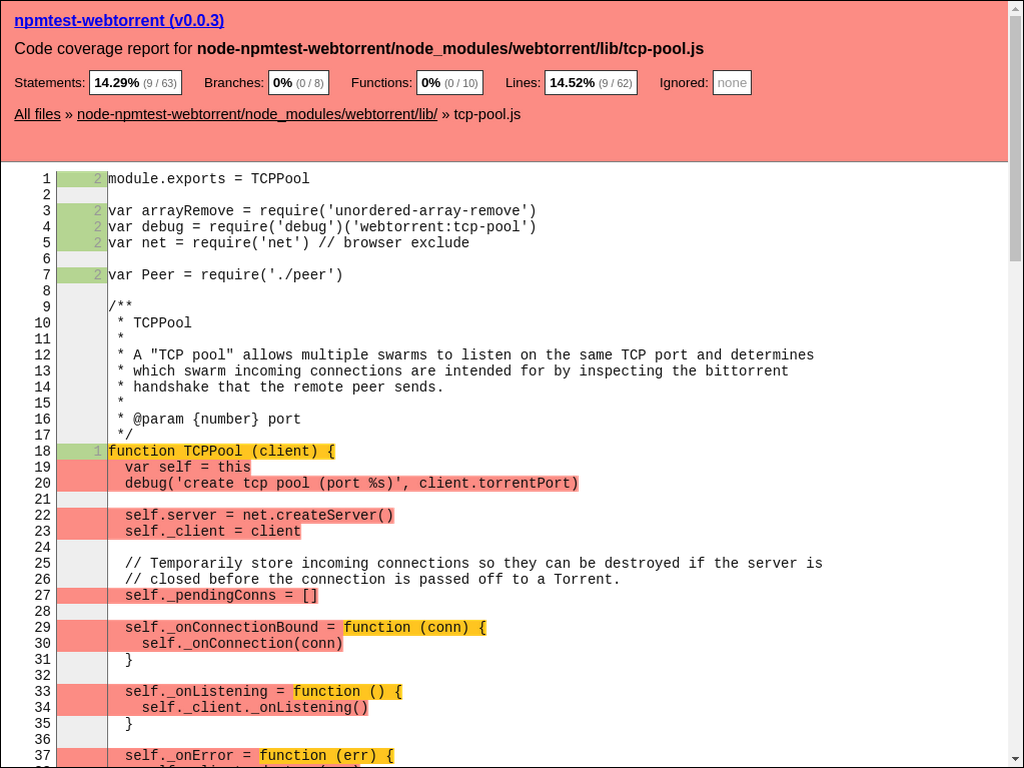 npmtest-webtorrent (v0.0.3)
Code coverage report for node-npmtest-webtorrent/node_modules/webtorrent/lib/tcp-pool.js
Statements: 14.29% (9 / 63) Branches: 0% (0 / 8) Functions: 0% (0 / 10) Lines: 14.52% (9 / 62) Ignored: none
All files » node-npmtest-webtorrent/node_modules/webtorrent/lib/ » tcp-pool.js
1 2 module.exports = TCPPool
2
3 2 var arrayRemove = require('unordered-array-remove')
4 2 var debug = require('debug')('webtorrent:tcp-pool')
5 2 var net = require('net') // browser exclude
6
7 2 var Peer = require('./peer')
8
9 /**
10 * TCPPool
11 *
12 * A "TCP pool" allows multiple swarms to listen on the same TCP port and determines
13 * which swarm incoming connections are intended for by inspecting the bittorrent
14 * handshake that the remote peer sends.
15 *
16 * @param {number} port
17 */
18 1 function TCPPool (client) {
19 var self = this
20 debug('create tcp pool (port %s)', client.torrentPort)
21
22 self.server = net.createServer()
23 self._client = client
24
25 // Temporarily store incoming connections so they can be destroyed if the server is
26 // closed before the connection is passed off to a Torrent.
27 self._pendingConns = []
28
29 self._onConnectionBound = function (conn) {
30 self._onConnection(conn)
31 }
32
33 self._onListening = function () {
34 self._client._onListening()
35 }
36
37 self._onError = function (err) {